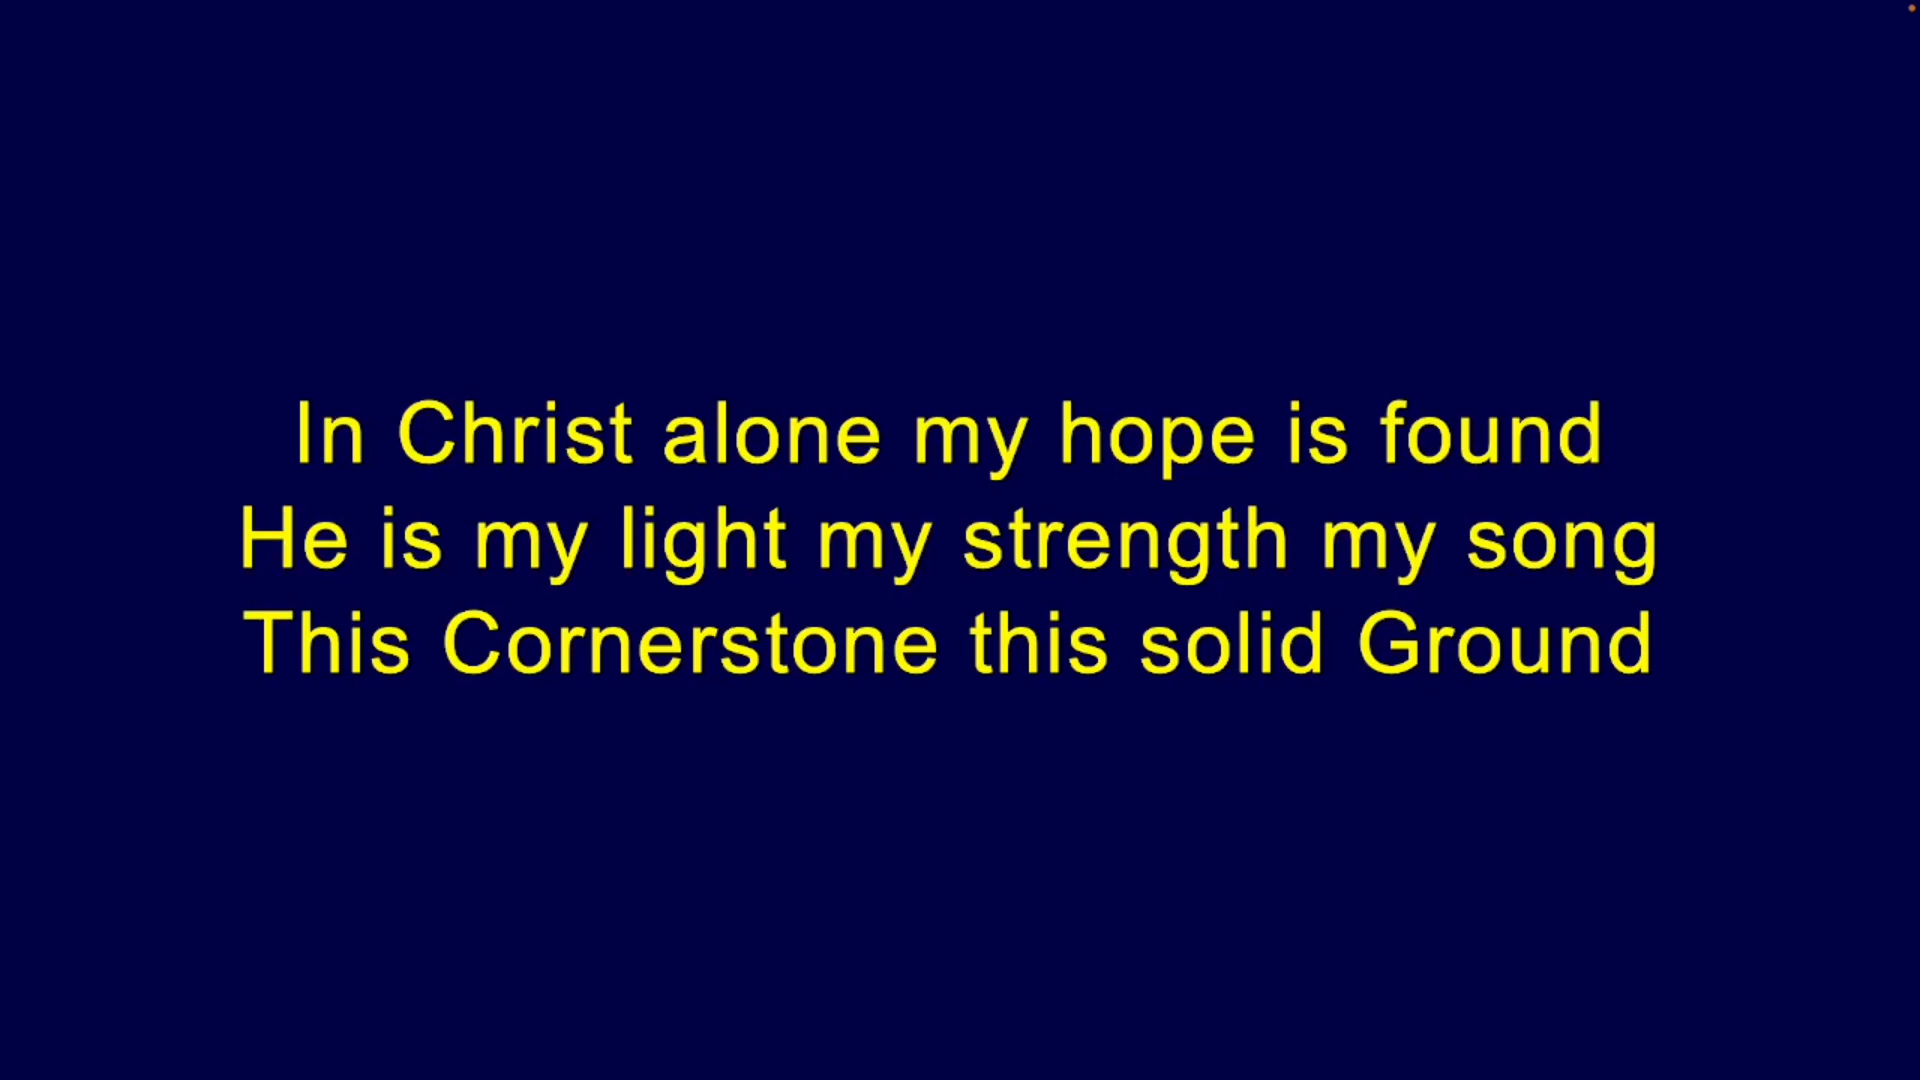 In Christ alone my hope is found
He is my light my strength my song
This Cornerstone this solid Ground